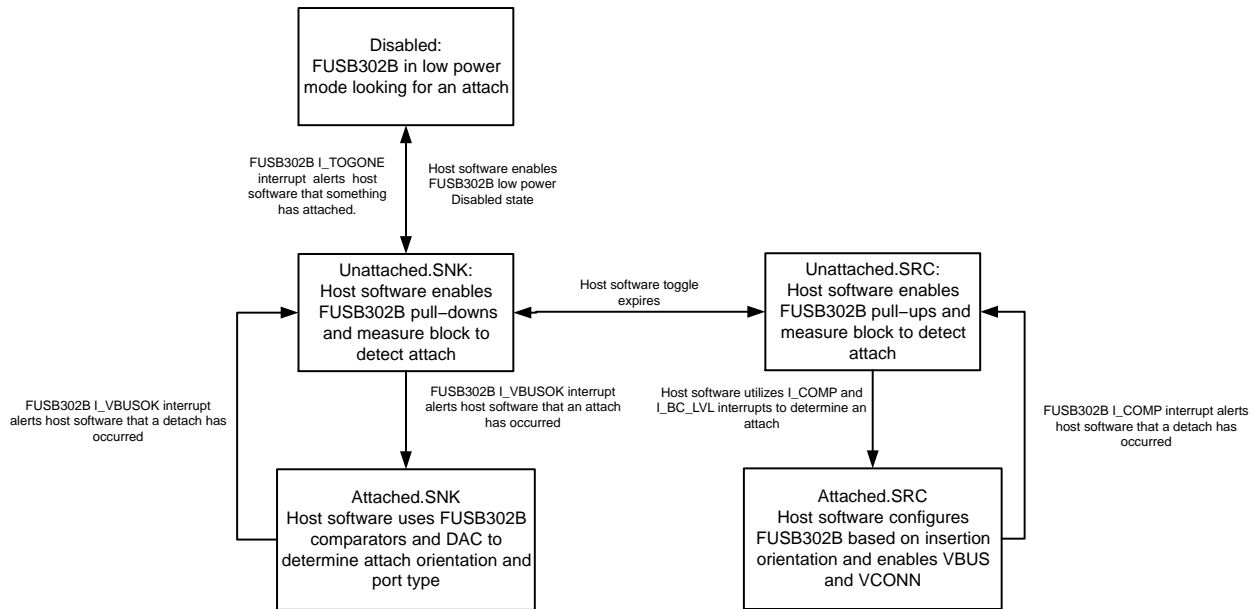 Disabled:
FUSB302B in low power
mode looking for an attach
FUSB302B I_TOGONE
interrupt alerts host
software that something
has attached.
Host software enables
FUSB302B low power
Disabled state
Unattached.SNK:
Host software enables
FUSB302B pull−downs
and measure block to
detect attach
Host software toggle
expires
Unattached.SRC:
Host software enables
FUSB302B pull−ups and
measure block to detect
attach
FUSB302B I_VBUSOK interrupt
alerts host software that a detach has
occurred
FUSB302B I_VBUSOK interrupt
alerts host software that an attach
has occurred
Host software utilizes I_COMP and
I_BC_LVL interrupts to determine an
attach
FUSB302B I_COMP interrupt alerts
host software that a detach has
occurred
Attached.SNK
Host software uses FUSB302B
comparators and DAC to
determine attach orientation and
port type
Attached.SRC
Host software configures
FUSB302B based on insertion
orientation and enables VBUS
and VCONN